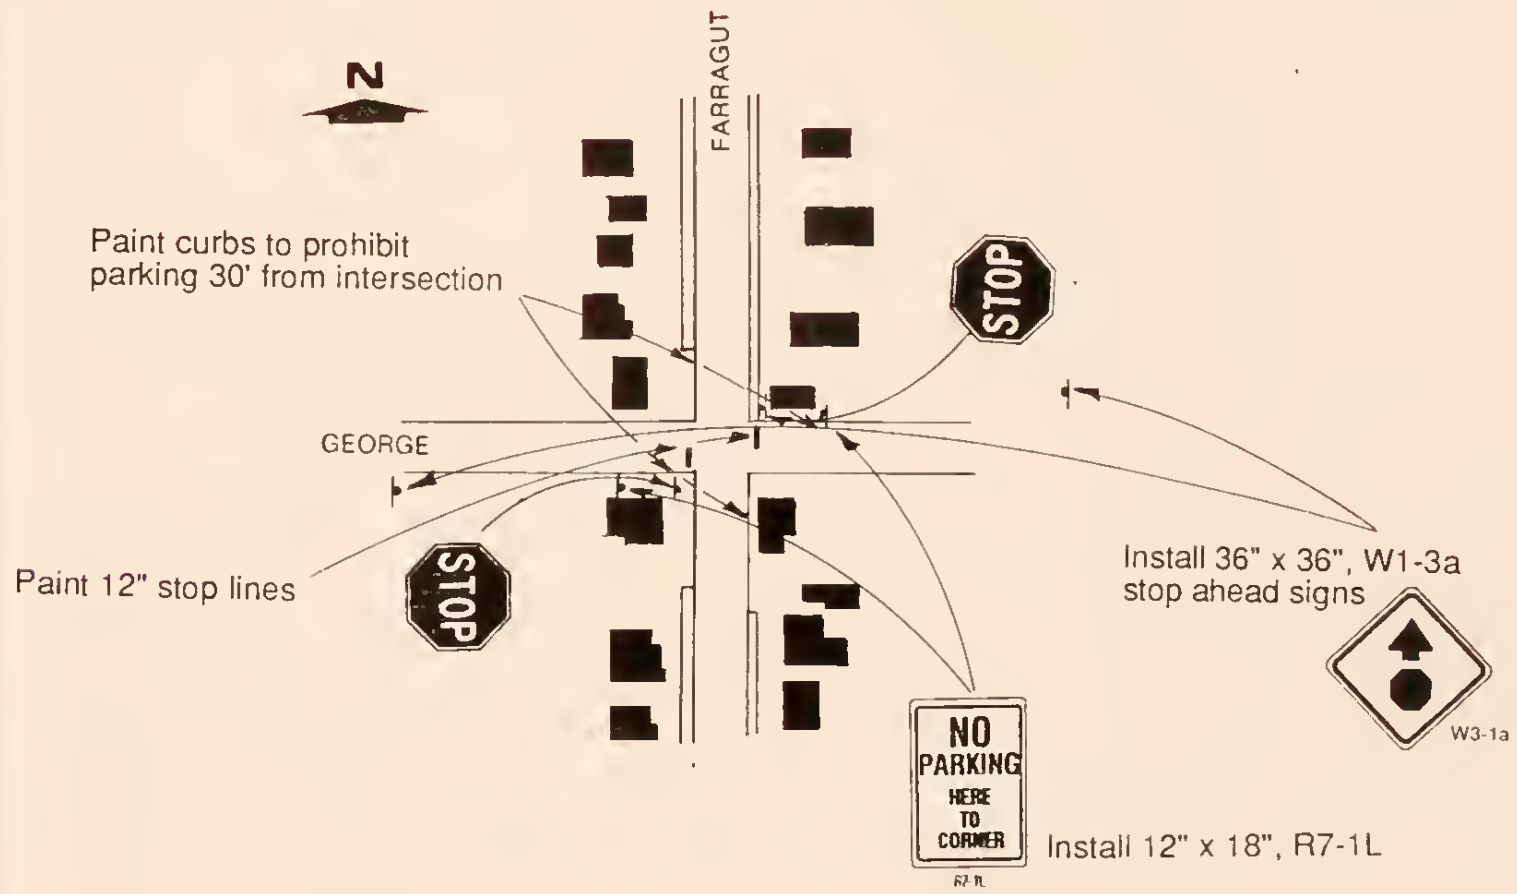 N
FARRAGUT
Paint curbs to prohibit
parking 30' from intersection
STOP
GEORGE
Paint 12" stop lines
STOP
Install 36" x 36", W1-3a
stop ahead signs
W3-1a
NO
PARKING
HERE
TO
CORNER
R7-1L
Install 12" x 18", R7-1L